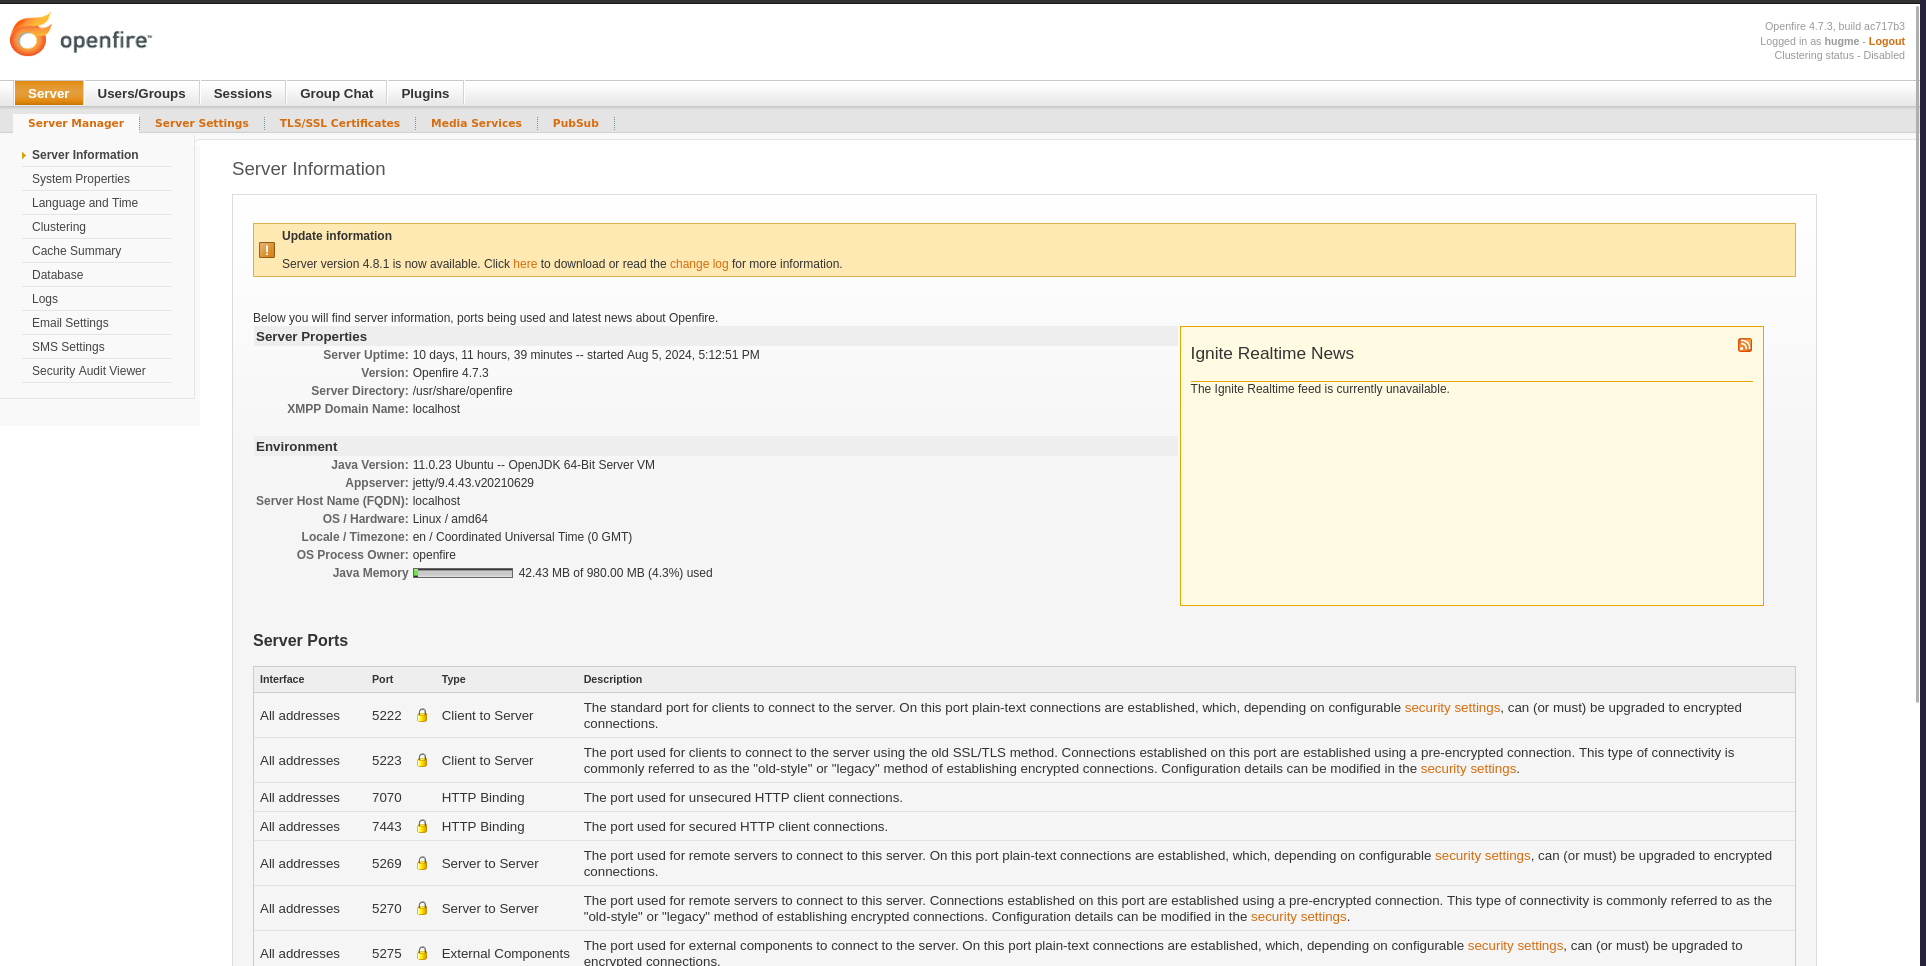 openfire™
Openfire 4.7.3, build ac717b3
Logged in as hugme - Logout
Clustering status - Disabled
Server Users/Groups Sessions Group Chat Plugins
Server Manager Server Settings TLS/SSL Certificates Media Services PubSub
Server Information
System Properties
Language and Time
Clustering
Cache Summary
Database
Logs
Email Settings
SMS Settings
Security Audit Viewer
Server Information
Update information
Server version 4.8.1 is now available. Click here to download or read the change log for more information.
Below you will find server information, ports being used and latest news about Openfire.
Server Properties
Server Uptime: 10 days, 11 hours, 39 minutes -- started Aug 5, 2024, 5:12:51 PM
Version: Openfire 4.7.3
Server Directory: /usr/share/openfire
XMPP Domain Name: localhost
Environment
Java Version: 11.0.23 Ubuntu -- OpenJDK 64-Bit Server VM
Appserver: jetty/9.4.43.v20210629
Server Host Name (FQDN): localhost
OS / Hardware: Linux / amd64
Locale / Timezone: en / Coordinated Universal Time (0 GMT)
OS Process Owner: openfire
Java Memory 42.43 MB of 980.00 MB (4.3%) used
Ignite Realtime News
The Ignite Realtime feed is currently unavailable.
Server Ports
Interface Port Type Description
All addresses 5222 Client to Server The standard port for clients to connect to the server. On this port plain-text connections are established, which, depending on configurable security settings, can (or must) be upgraded to encrypted
connections.
All addresses 5223 Client to Server The port used for clients to connect to the server using the old SSL/TLS method. Connections established on this port are established using a pre-encrypted connection. This type of connectivity is
commonly referred to as the "old-style" or "legacy" method of establishing encrypted connections. Configuration details can be modified in the security settings.
All addresses 7070 HTTP Binding The port used for unsecured HTTP client connections.
All addresses 7443 HTTP Binding The port used for secured HTTP client connections.
All addresses 5269 Server to Server The port used for remote servers to connect to this server. On this port plain-text connections are established, which, depending on configurable security settings, can (or must) be upgraded to encrypted
connections.
All addresses 5270 Server to Server The port used for remote servers to connect to this server. Connections established on this port are established using a pre-encrypted connection. This type of connectivity is commonly referred to as the
"old-style" or "legacy" method of establishing encrypted connections. Configuration details can be modified in the security settings.
All addresses 5275 External Components The port used for external components to connect to the server. On this port plain-text connections are established, which, depending on configurable security settings, can (or must) be upgraded to
encrypted connections.